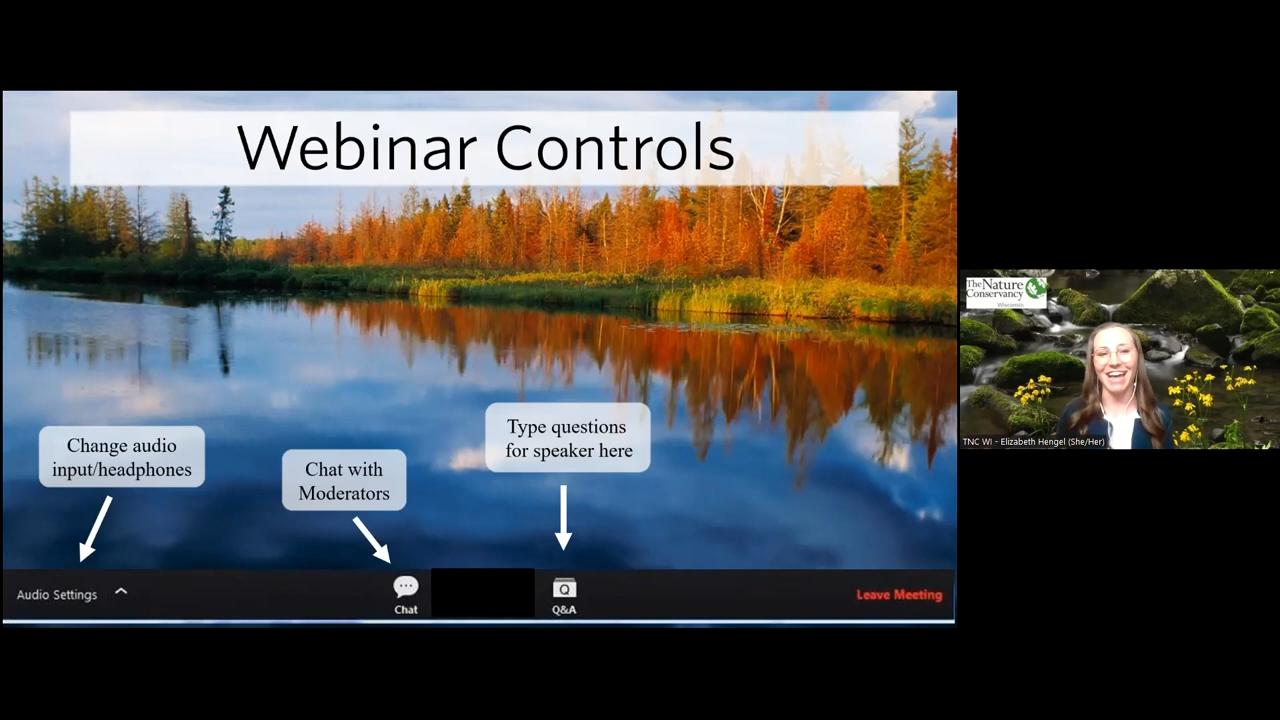 Webinar Controls
Change audio
input/headphones
Chat with
Moderators
Type questions
for speaker here
Audio Settings
Chat
Q
Q&A
Leave Meeting
The Nature
Conservancy
Wisconsin
TNC WI - Elizabeth Hengel (She/Her)